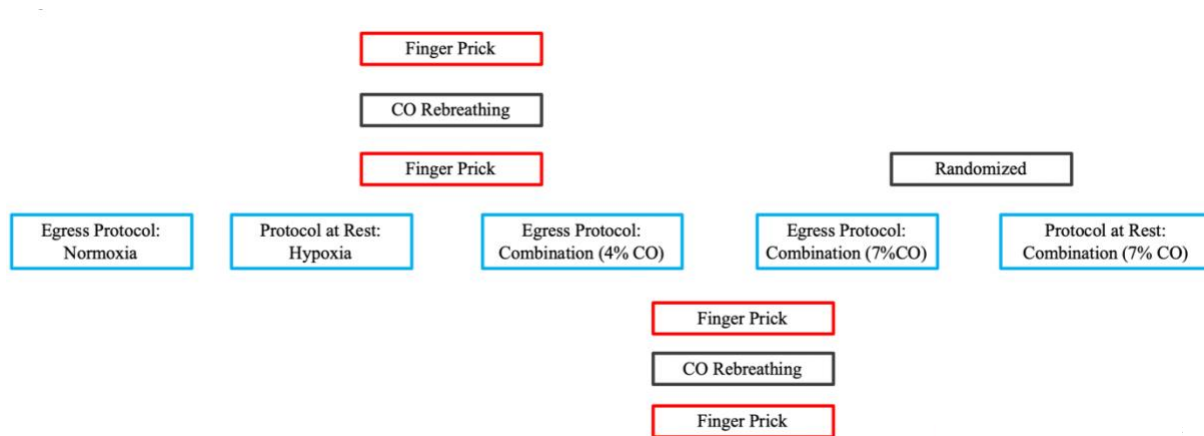 Finger Prick
CO Rebreathing
Finger Prick
Randomized
Egress Protocol:
Normoxia
Protocol at Rest:
Hypoxia
Egress Protocol:
Combination (4% CO)
Egress Protocol:
Combination (7%CO)
Protocol at Rest:
Combination (7% CO)
Finger Prick
CO Rebreathing
Finger Prick